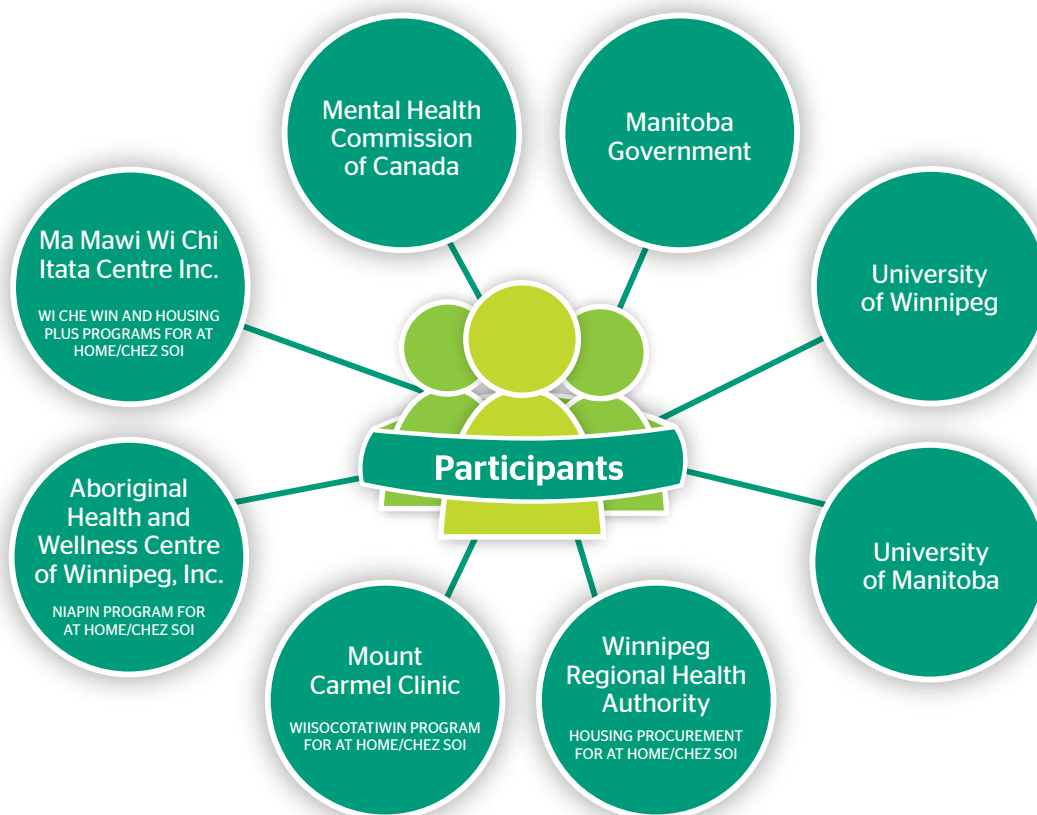 Mental Health
Commission
of Canada
Manitoba
Government
Ma Mawi Wi Chi
Itata Centre Inc.
WI CHE WIN AND HOUSING
PLUS PROGRAMS FOR AT
HOME/CHEZ SOI
University
of Winnipeg
Participants
Aboriginal
Health and
Wellness Centre
of Winnipeg, Inc.
NIAPIN PROGRAM FOR
AT HOME/CHEZ SOI
University
of Manitoba
Mount
Carmel Clinic
WIISOCOTATIWIN PROGRAM
FOR AT HOME/CHEZ SOI
Winnipeg
Regional Health
Authority
HOUSING PROCUREMENT
FOR AT HOME/CHEZ SOI